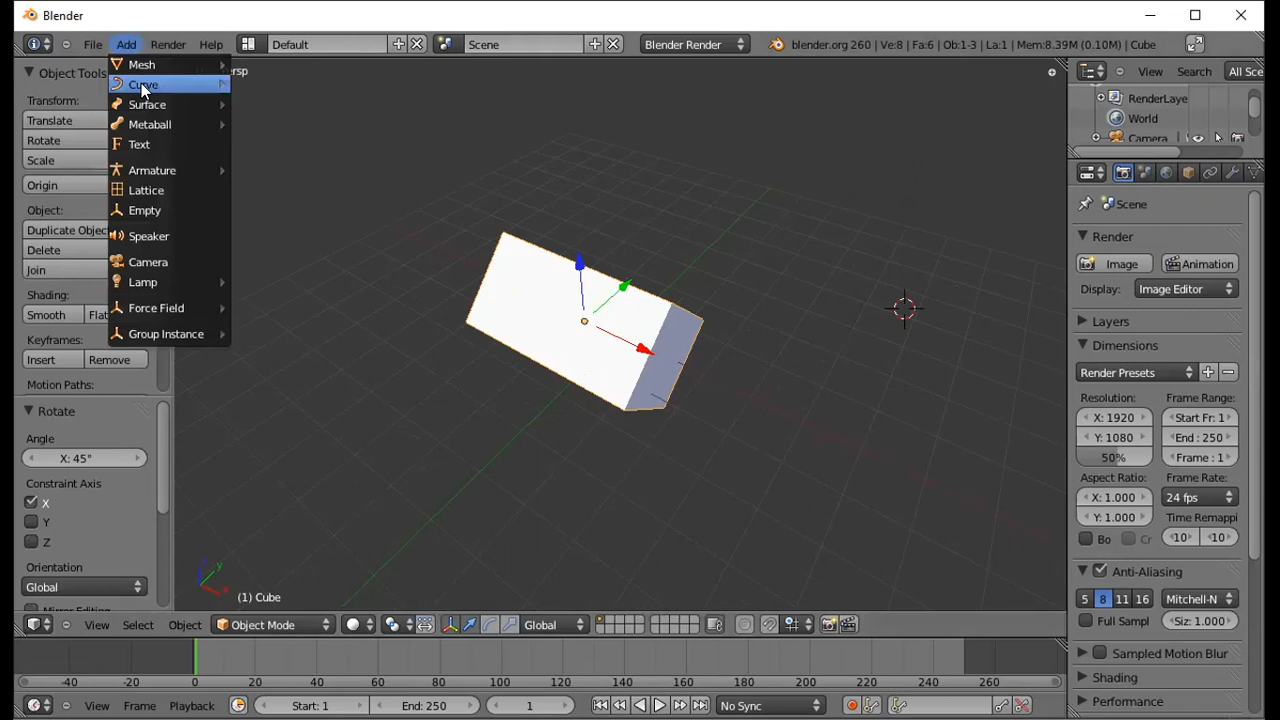 Blender
File Add Render Help Default Scene Blender Render blender.org 260 | Ve:8 | Fa:6 | Ob:1-3 | La:1 | Mem:8.39M (0.10M) | Cube
Mesh
Curve
Surface
Metaball
Text
Armature
Lattice
Empty
Speaker
Camera
Lamp
Force Field
Group Instance
Object Tools
Transform:
Translate
Rotate
Scale
Origin
Object:
Duplicate Objec
Delete
Join
Shading:
Smooth Flat
Keyframes:
Insert Remove
Motion Paths:
Rotate
Angle
X: 45°
Constraint Axis
X
Y
Z
Orientation
Global
ersp
z y x
(1) Cube
View Select Object Object Mode Global
-40 -20 0 20 40 60 80 100 120 140 160 180 200 220 240 260
View Frame Playback Start: 1 End: 250 1 No Sync
View Search All Sce
RenderLaye
World
Camera
Scene
Render
Image Animation
Display: Image Editor
Layers
Dimensions
Render Presets
Resolution: Frame Range:
X: 1920 Start Fr: 1
Y: 1080 End : 250
50% Frame : 1
Aspect Ratio: Frame Rate:
X: 1.000 24 fps
Y: 1.000 Time Remappi
Bo Cr 10 10
Anti-Aliasing
5 8 11 16 Mitchell-N
Full Sampl Siz: 1.000
Sampled Motion Blur
Shading
Performance